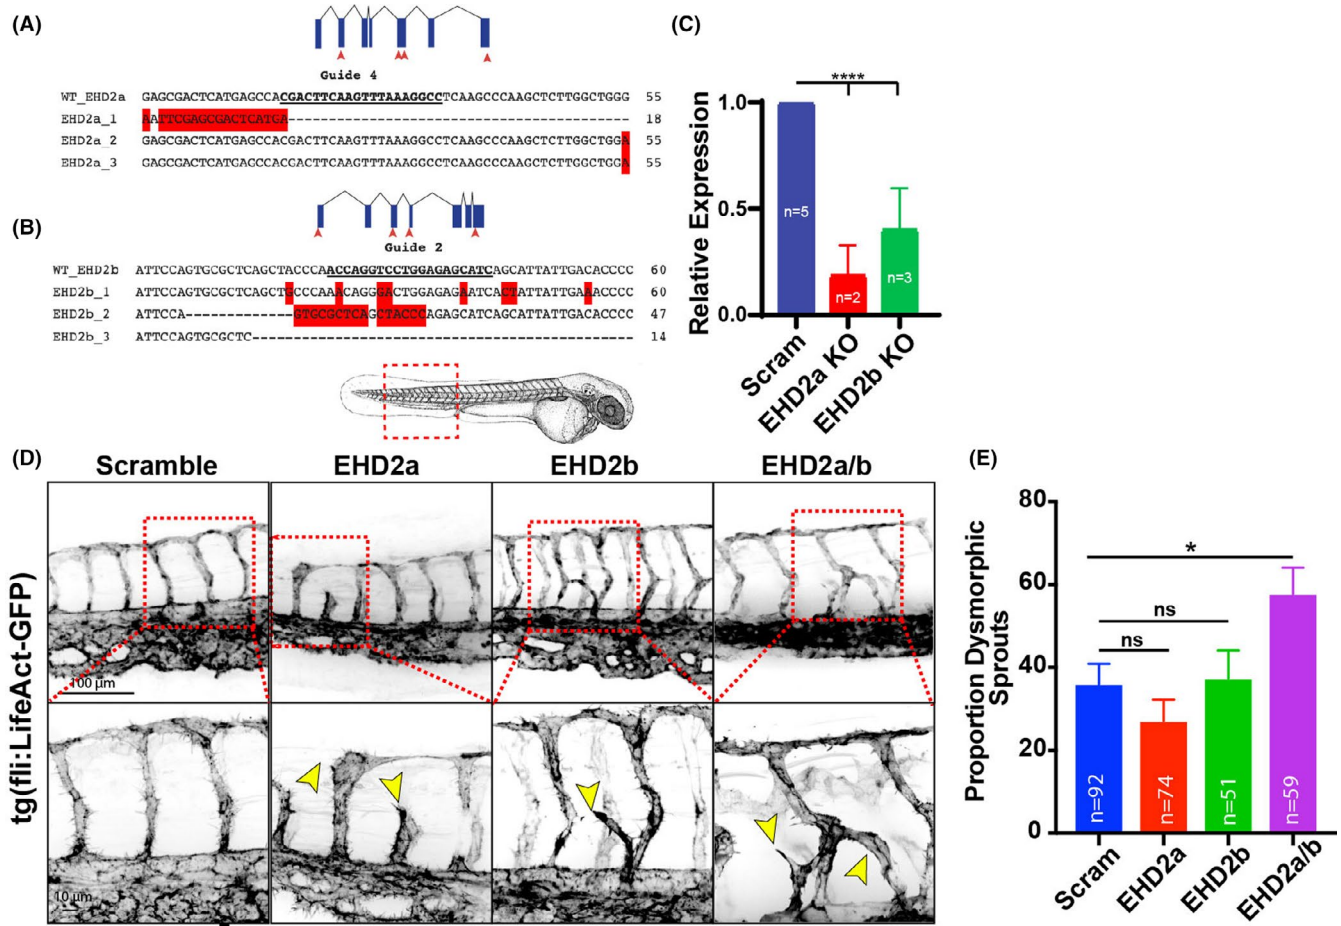 (A)
Guide 4
WT_EHD2a GAGCGACTCATGAGCCACGACTTCAAGTTTAAAGGCCTCAAGCCCAAGCTCTTGGCTGGG 55
EHD2a_1 AATTCGAGCGACTCATGA------------------------------------------ 18
EHD2a_2 GAGCGACTCATGAGCCACGACTTCAAGTTTAAAGGCCTCAAGCCCAAGCTCTTGGCTGGA 55
EHD2a_3 GAGCGACTCATGAGCCACGACTTCAAGTTTAAAGGCCTCAAGCCCAAGCTCTTGGCTGGA 55
(B)
Guide 2
WT_EHD2b ATTCCAGTGCGCTCAGCTACCCAACCAGGTCCTGGAGAGCATCAGCATTATTGACACCCC 60
EHD2b_1 ATTCCAGTGCGCTCAGCTGCCCAAACAGGGACTGGAGAGAATCACTATTATTGAAACCCC 60
EHD2b_2 ATTCCA-------------GTGCGCTCAGCTACCCAGAGCATCAGCATTATTGACACCCC 47
EHD2b_3 ATTCCAGTGCGCTC---------------------------------------------- 14
(C)
****
Relative Expression
1.0
0.5
0.0
n=5
n=2
n=3
Scram
EHD2a KO
EHD2b KO
(D)
Scramble EHD2a EHD2b EHD2a/b
tg(fli:LifeAct-GFP)
100 µm
10 µm
(E)
Proportion Dysmorphic
Sprouts
80
60
40
20
0
*
ns
ns
n=92
n=74
n=51
n=59
Scram
EHD2a
EHD2b
EHD2a/b